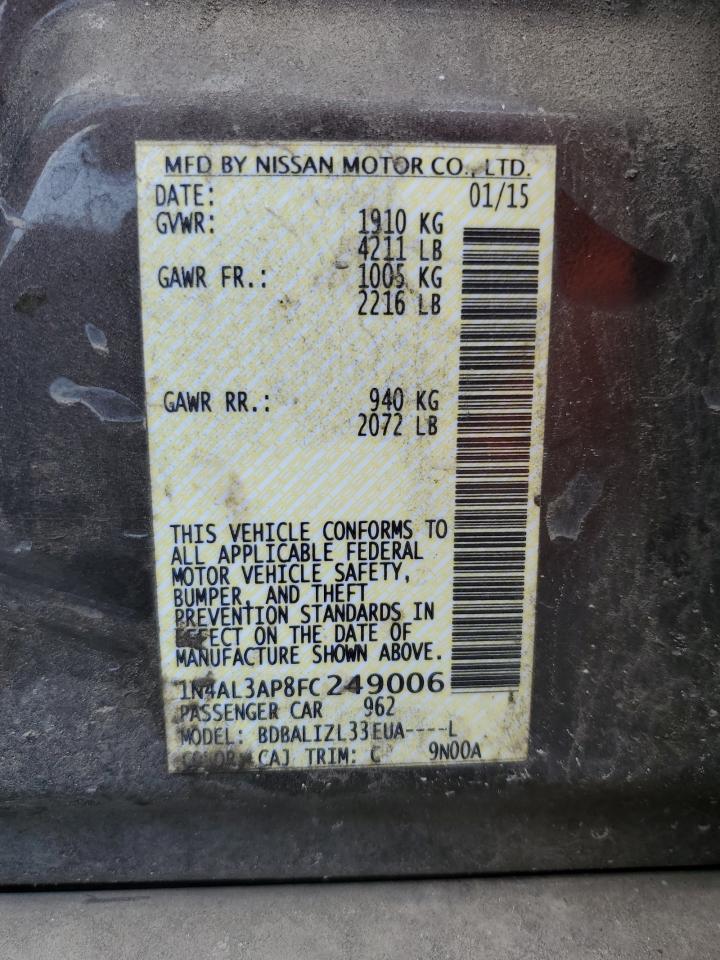 MFD BY NISSAN MOTOR CO., LTD.
DATE: 01/15
GVWR: 1910 KG
4211 LB
GAWR FR.: 1005 KG
2216 LB
GAWR RR.: 940 KG
2072 LB
THIS VEHICLE CONFORMS TO
ALL APPLICABLE FEDERAL
MOTOR VEHICLE SAFETY,
BUMPER, AND THEFT
PREVENTION STANDARDS IN
EFFECT ON THE DATE OF
MANUFACTURE SHOWN ABOVE.
1N4AL3AP8FC249006
PASSENGER CAR 962
MODEL: BDBALIZL33EUA----L
COLOR: CAJ TRIM: C 9N00A